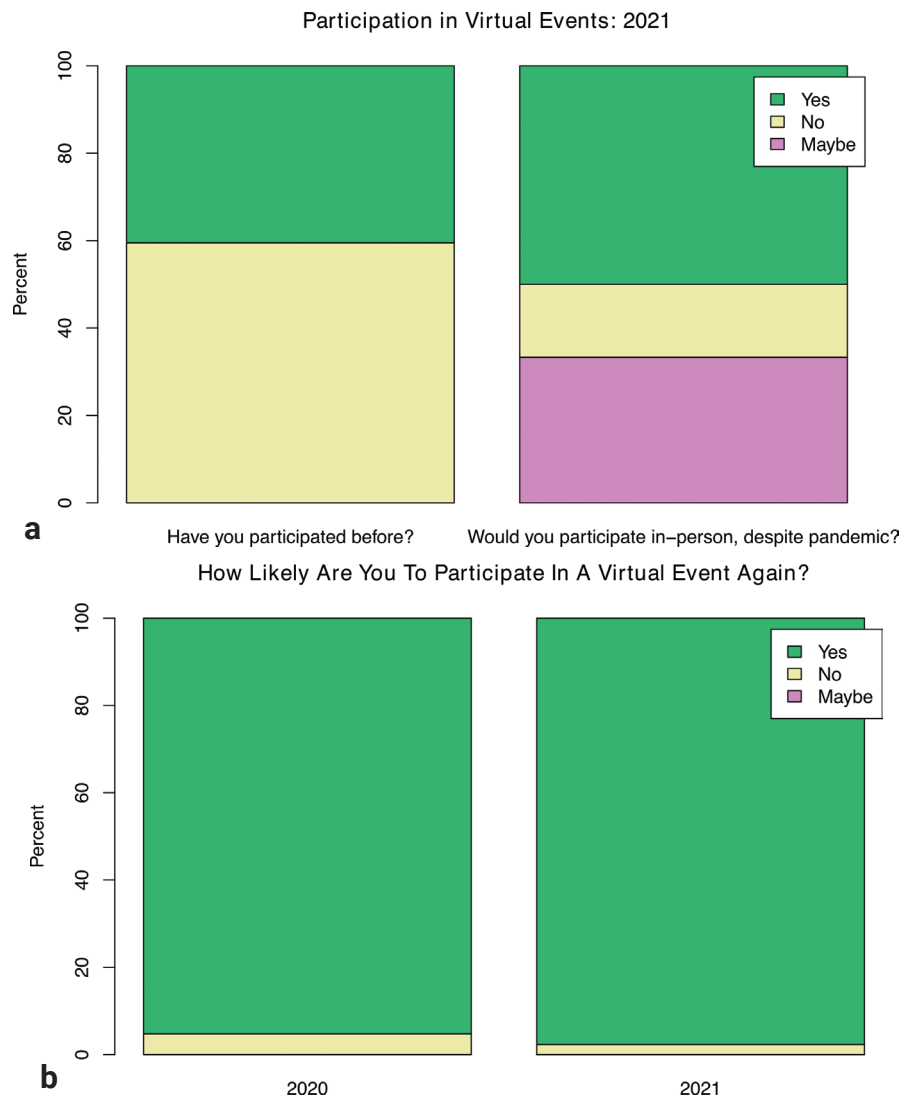 Participation in Virtual Events: 2021
Percent
100
80
60
40
20
0
Yes
No
Maybe
a
Have you participated before?
Would you participate in-person, despite pandemic?
How Likely Are You To Participate In A Virtual Event Again?
Percent
100
80
60
40
20
0
Yes
No
Maybe
b
2020
2021